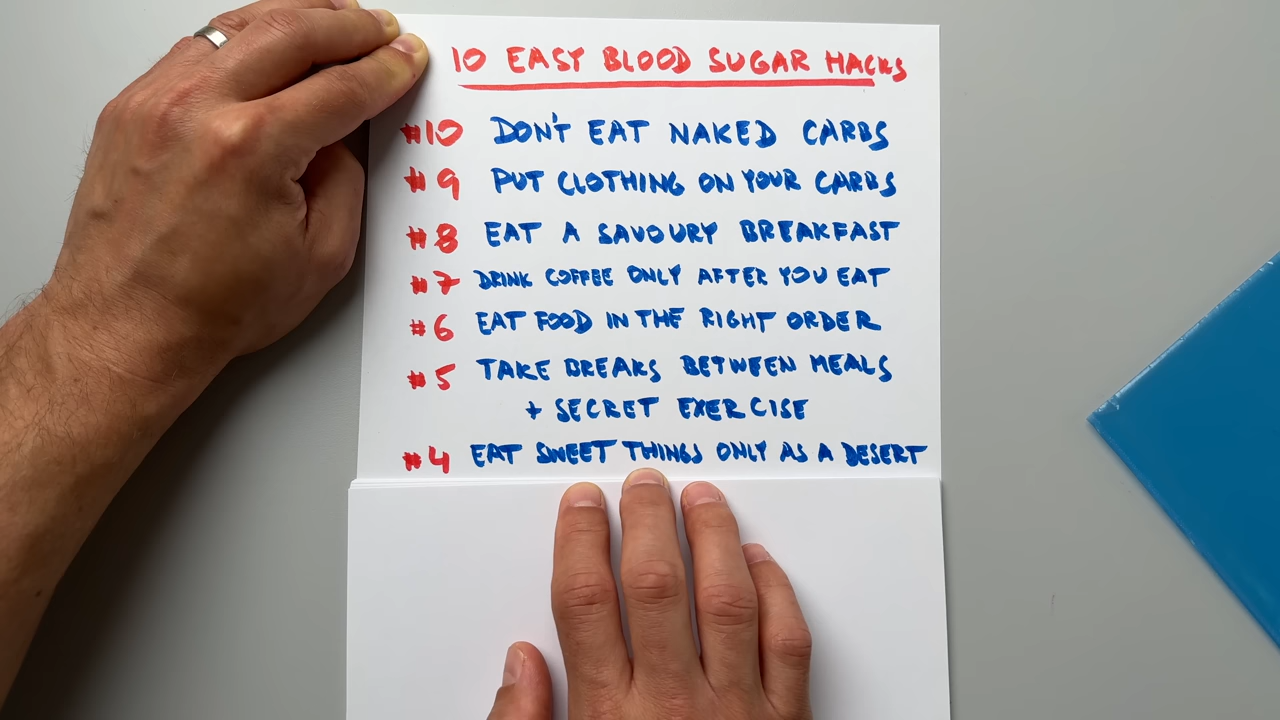 10 EASY BLOOD SUGAR HACKS
#10 DON'T EAT NAKED CARBS
#9 PUT CLOTHING ON YOUR CARBS
#8 EAT A SAVOURY BREAKFAST
#7 DRINK COFFEE ONLY AFTER YOU EAT
#6 EAT FOOD IN THE RIGHT ORDER
#5 TAKE BREAKS BETWEEN MEALS
+ SECRET EXERCISE
#4 EAT SWEET THINGS ONLY AS A DESERT